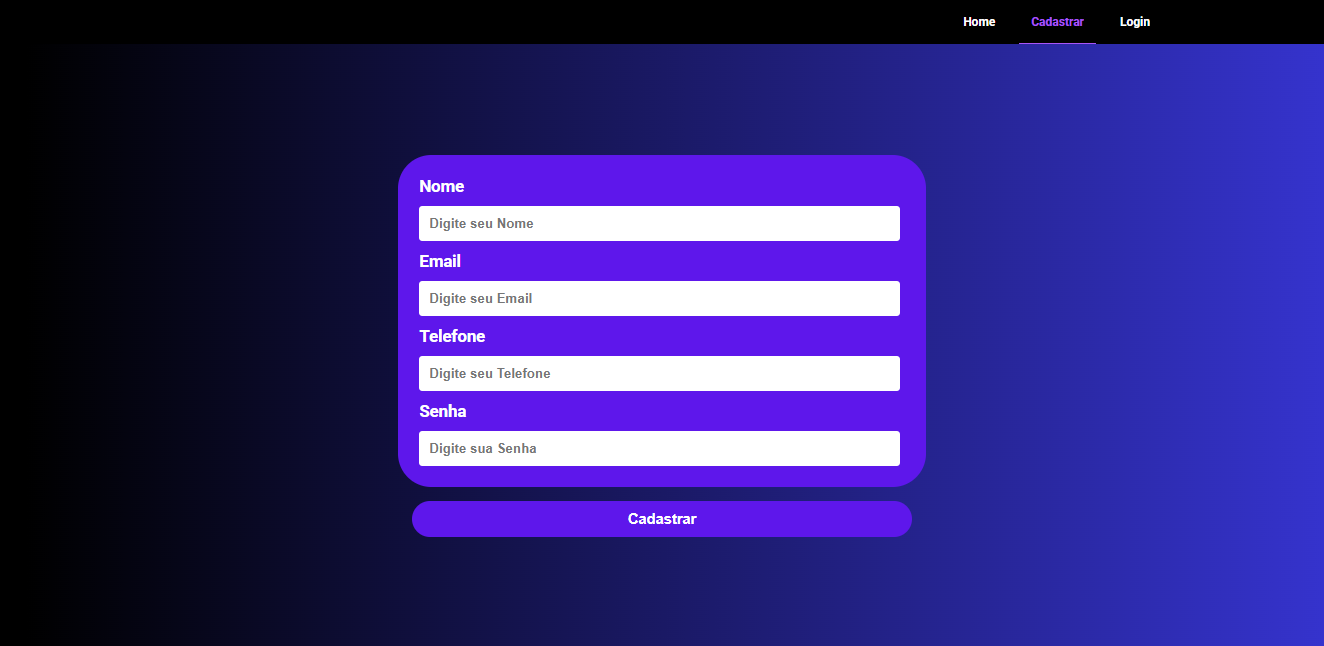 Home Cadastrar Login
Nome
Digite seu Nome
Email
Digite seu Email
Telefone
Digite seu Telefone
Senha
Digite sua Senha
Cadastrar